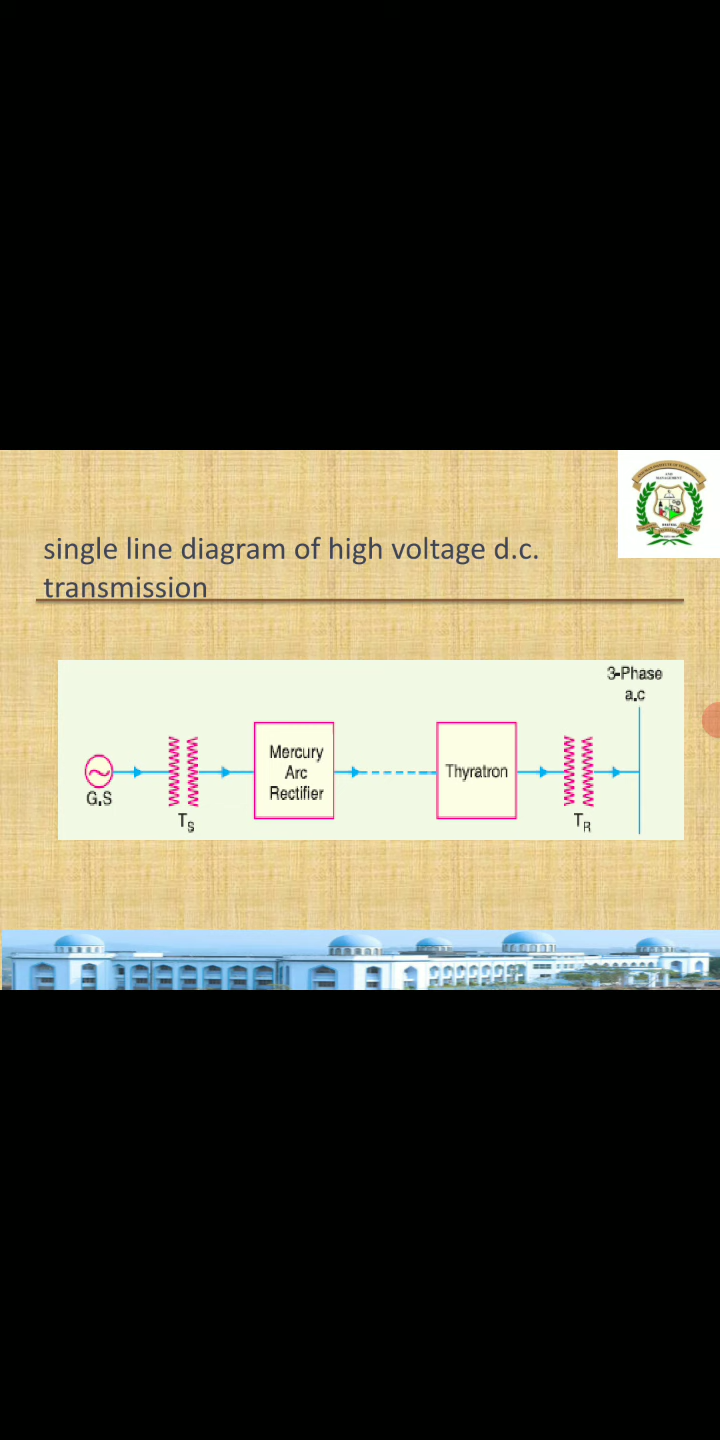 single line diagram of high voltage d.c.
transmission
3-Phase
a.c
Mercury
Arc
Rectifier
Thyratron
G.S
TS
TR